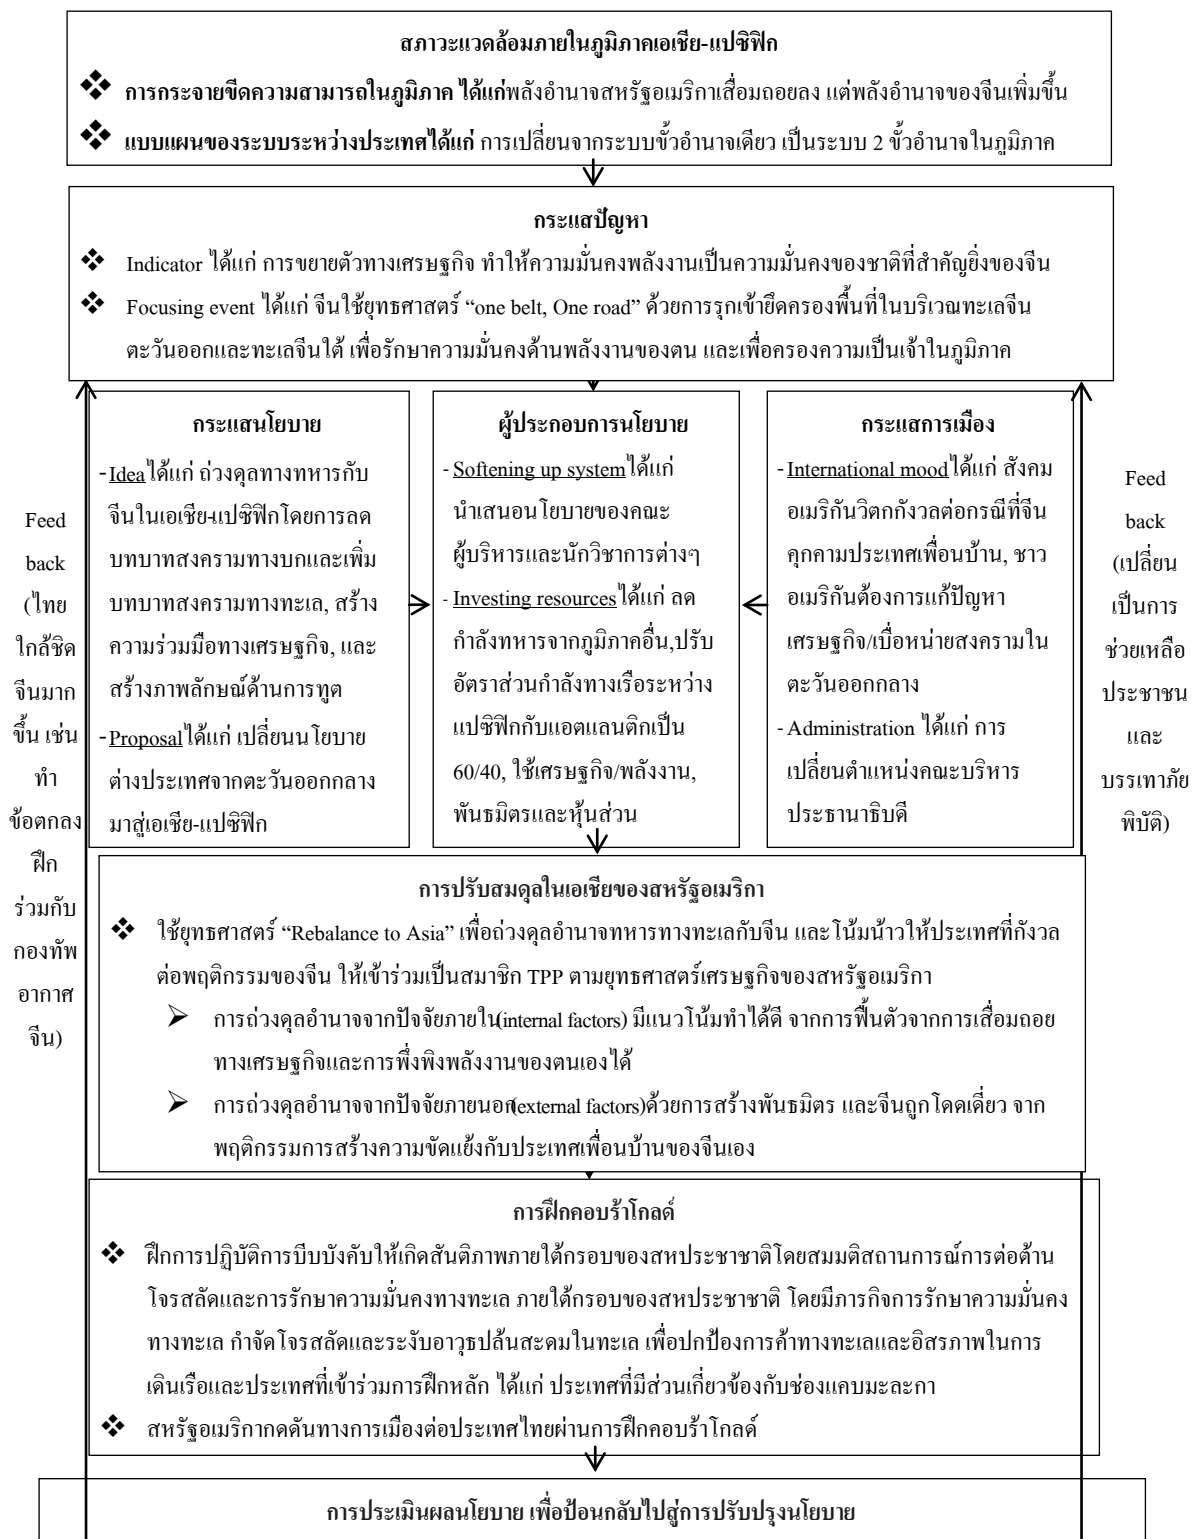 สภาวะแวดล้อมภายในภูมิภาคเอเชีย-แปซิฟิก
❖ การกระจายขีดความสามารถในภูมิภาค ได้แก่พลังอำนาจสหรัฐอเมริกาเสื่อมถอยลง แต่พลังอำนาจของจีนเพิ่มขึ้น
❖ แบบแผนของระบบระหว่างประเทศได้แก่ การเปลี่ยนจากระบบขั้วอำนาจเดียว เป็นระบบ 2 ขั้วอำนาจในภูมิภาค
กระแสปัญหา
❖ Indicator ได้แก่ การขยายตัวทางเศรษฐกิจ ทำให้ความมั่นคงพลังงานเป็นความมั่นคงของชาติที่สำคัญยิ่งของจีน
❖ Focusing event ได้แก่ จีนใช้ยุทธศาสตร์ “one belt, One road” ด้วยการรุกเข้ายึดครองพื้นที่ในบริเวณทะเลจีน
ตะวันออกและทะเลจีนใต้ เพื่อรักษาความมั่นคงด้านพลังงานของตน และเพื่อครองความเป็นเจ้าในภูมิภาค
Feed
back
(ไทย
ใกล้ชิด
จีนมาก
ขึ้น เช่น
ทำ
ข้อตกลง
ฝึก
ร่วมกับ
กองทัพ
อากาศ
จีน)
กระแสนโยบาย
- Idea ได้แก่ ถ่วงดุลทางทหารกับ
จีนในเอเชีย-แปซิฟิกโดยการลด
บทบาทสงครามทางบกและเพิ่ม
บทบาทสงครามทางทะเล, สร้าง
ความร่วมมือทางเศรษฐกิจ, และ
สร้างภาพลักษณ์ด้านการทูต
- Proposal ได้แก่ เปลี่ยนนโยบาย
ต่างประเทศจากตะวันออกกลาง
มาสู่เอเชีย-แปซิฟิก
ผู้ประกอบการนโยบาย
- Softening up system ได้แก่
นำเสนอนโยบายของคณะ
ผู้บริหารและนักวิชาการต่างๆ
- Investing resources ได้แก่ ลด
กำลังทหารจากภูมิภาคอื่น,ปรับ
อัตราส่วนกำลังทางเรือระหว่าง
แปซิฟิกกับแอตแลนติกเป็น
60/40, ใช้เศรษฐกิจ/พลังงาน,
พันธมิตรและหุ้นส่วน
กระแสการเมือง
- International mood ได้แก่ สังคม
อเมริกันวิตกกังวลต่อกรณีที่จีน
คุกคามประเทศเพื่อนบ้าน, ชาว
อเมริกันต้องการแก้ปัญหา
เศรษฐกิจ/เบื่อหน่ายสงครามใน
ตะวันออกกลาง
- Administration ได้แก่ การ
เปลี่ยนตำแหน่งคณะบริหาร
ประธานาธิบดี
Feed
back
(เปลี่ยน
เป็นการ
ช่วยเหลือ
ประชาชน
และ
บรรเทาภัย
พิบัติ)
การปรับสมดุลในเอเชียของสหรัฐอเมริกา
❖ ใช้ยุทธศาสตร์ “Rebalance to Asia” เพื่อถ่วงดุลอำนาจทหารทางทะเลกับจีน และโน้มน้าวให้ประเทศที่กังวล
ต่อพฤติกรรมของจีน ให้เข้าร่วมเป็นสมาชิก TPP ตามยุทธศาสตร์เศรษฐกิจของสหรัฐอเมริกา
➢ การถ่วงดุลอำนาจจากปัจจัยภายใน(internal factors) มีแนวโน้มทำได้ดี จากการฟื้นตัวจากการเสื่อมถอย
ทางเศรษฐกิจและการพึ่งพิงพลังงานของตนเองได้
➢ การถ่วงดุลอำนาจจากปัจจัยภายนอก(external factors)ด้วยการสร้างพันธมิตร และจีนถูกโดดเดี่ยว จาก
พฤติกรรมการสร้างความขัดแย้งกับประเทศเพื่อนบ้านของจีนเอง
การฝึกคอบร้าโกลด์
❖ ฝึกการปฏิบัติการบีบบังคับให้เกิดสันติภาพภายใต้กรอบของสหประชาชาติโดยสมมติสถานการณ์การต่อต้าน
โจรสลัดและการรักษาความมั่นคงทางทะเล ภายใต้กรอบของสหประชาชาติ โดยมีภารกิจการรักษาความมั่นคง
ทางทะเล กำจัดโจรสลัดและระงับอาวุธปล้นสะดมในทะเล เพื่อปกป้องการค้าทางทะเลและอิสรภาพในการ
เดินเรือและประเทศที่เข้าร่วมการฝึกหลัก ได้แก่ ประเทศที่มีส่วนเกี่ยวข้องกับช่องแคบมะละกา
❖ สหรัฐอเมริกากดดันทางการเมืองต่อประเทศไทยผ่านการฝึกคอบร้าโกลด์
การประเมินผลนโยบาย เพื่อป้อนกลับไปสู่การปรับปรุงนโยบาย